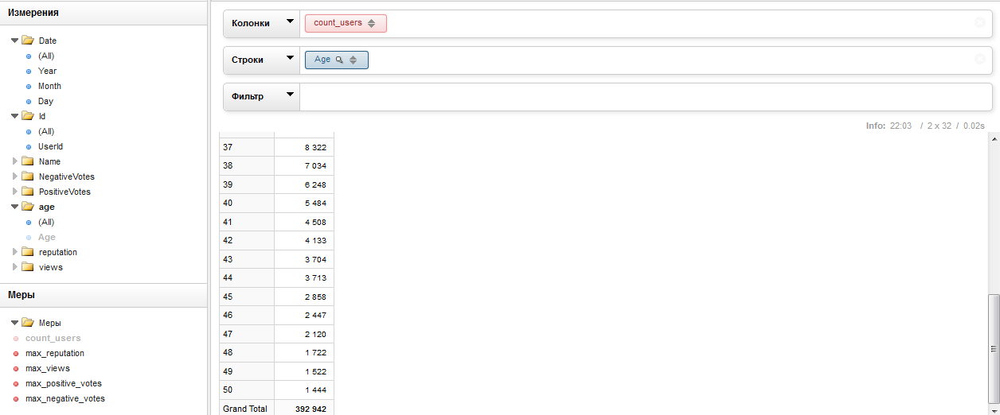 Измерения
Date
(All)
Year
Month
Day
Id
(All)
UserId
Name
NegativeVotes
PositiveVotes
age
(All)
Age
reputation
views
Меры
Меры
count_users
max_reputation
max_views
max_positive_votes
max_negative_votes
Колонки count_users
Строки Age
Фильтр
Info: 22:03 / 2 x 32 / 0.02s
37 8 322
38 7 034
39 6 248
40 5 484
41 4 508
42 4 133
43 3 704
44 3 713
45 2 858
46 2 447
47 2 120
48 1 722
49 1 522
50 1 444
Grand Total 392 942